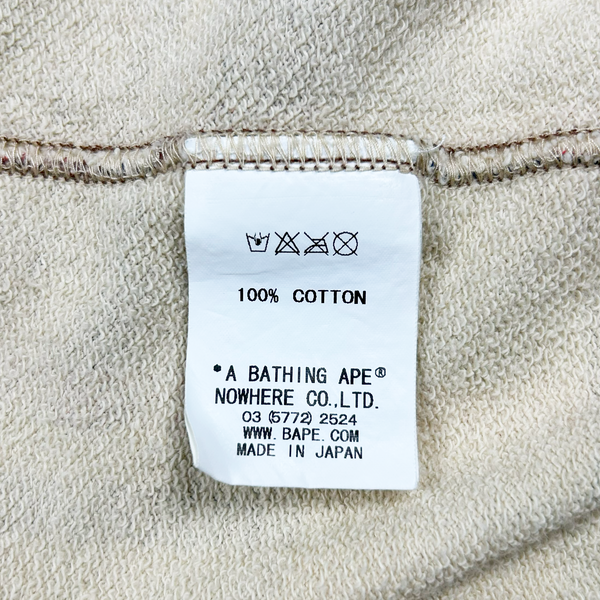 100% COTTON
*A BATHING APE®
NOWHERE CO.,LTD.
03 (5772) 2524
WWW.BAPE.COM
MADE IN JAPAN